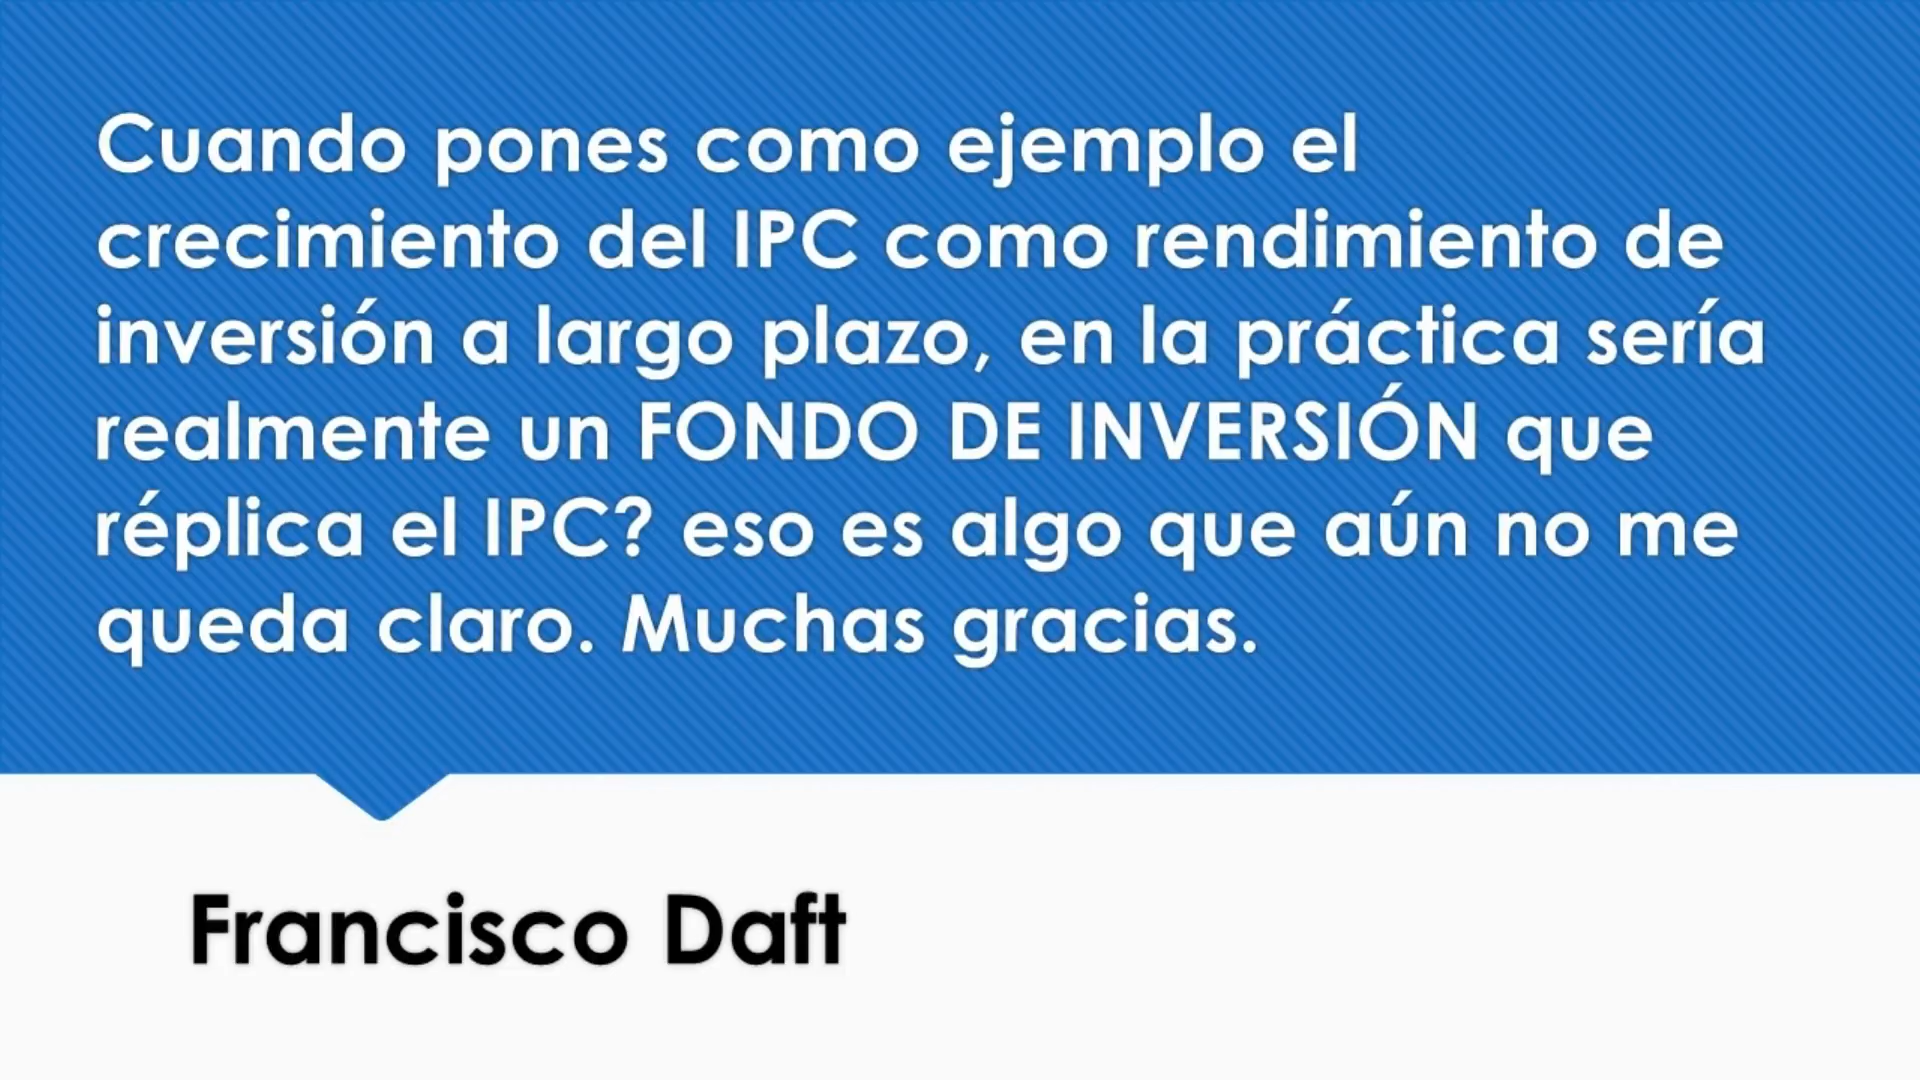 Cuando pones como ejemplo el
crecimiento del IPC como rendimiento de
inversión a largo plazo, en la práctica sería
realmente un FONDO DE INVERSIÓN que
réplica el IPC? eso es algo que aún no me
queda claro. Muchas gracias.
Francisco Daft